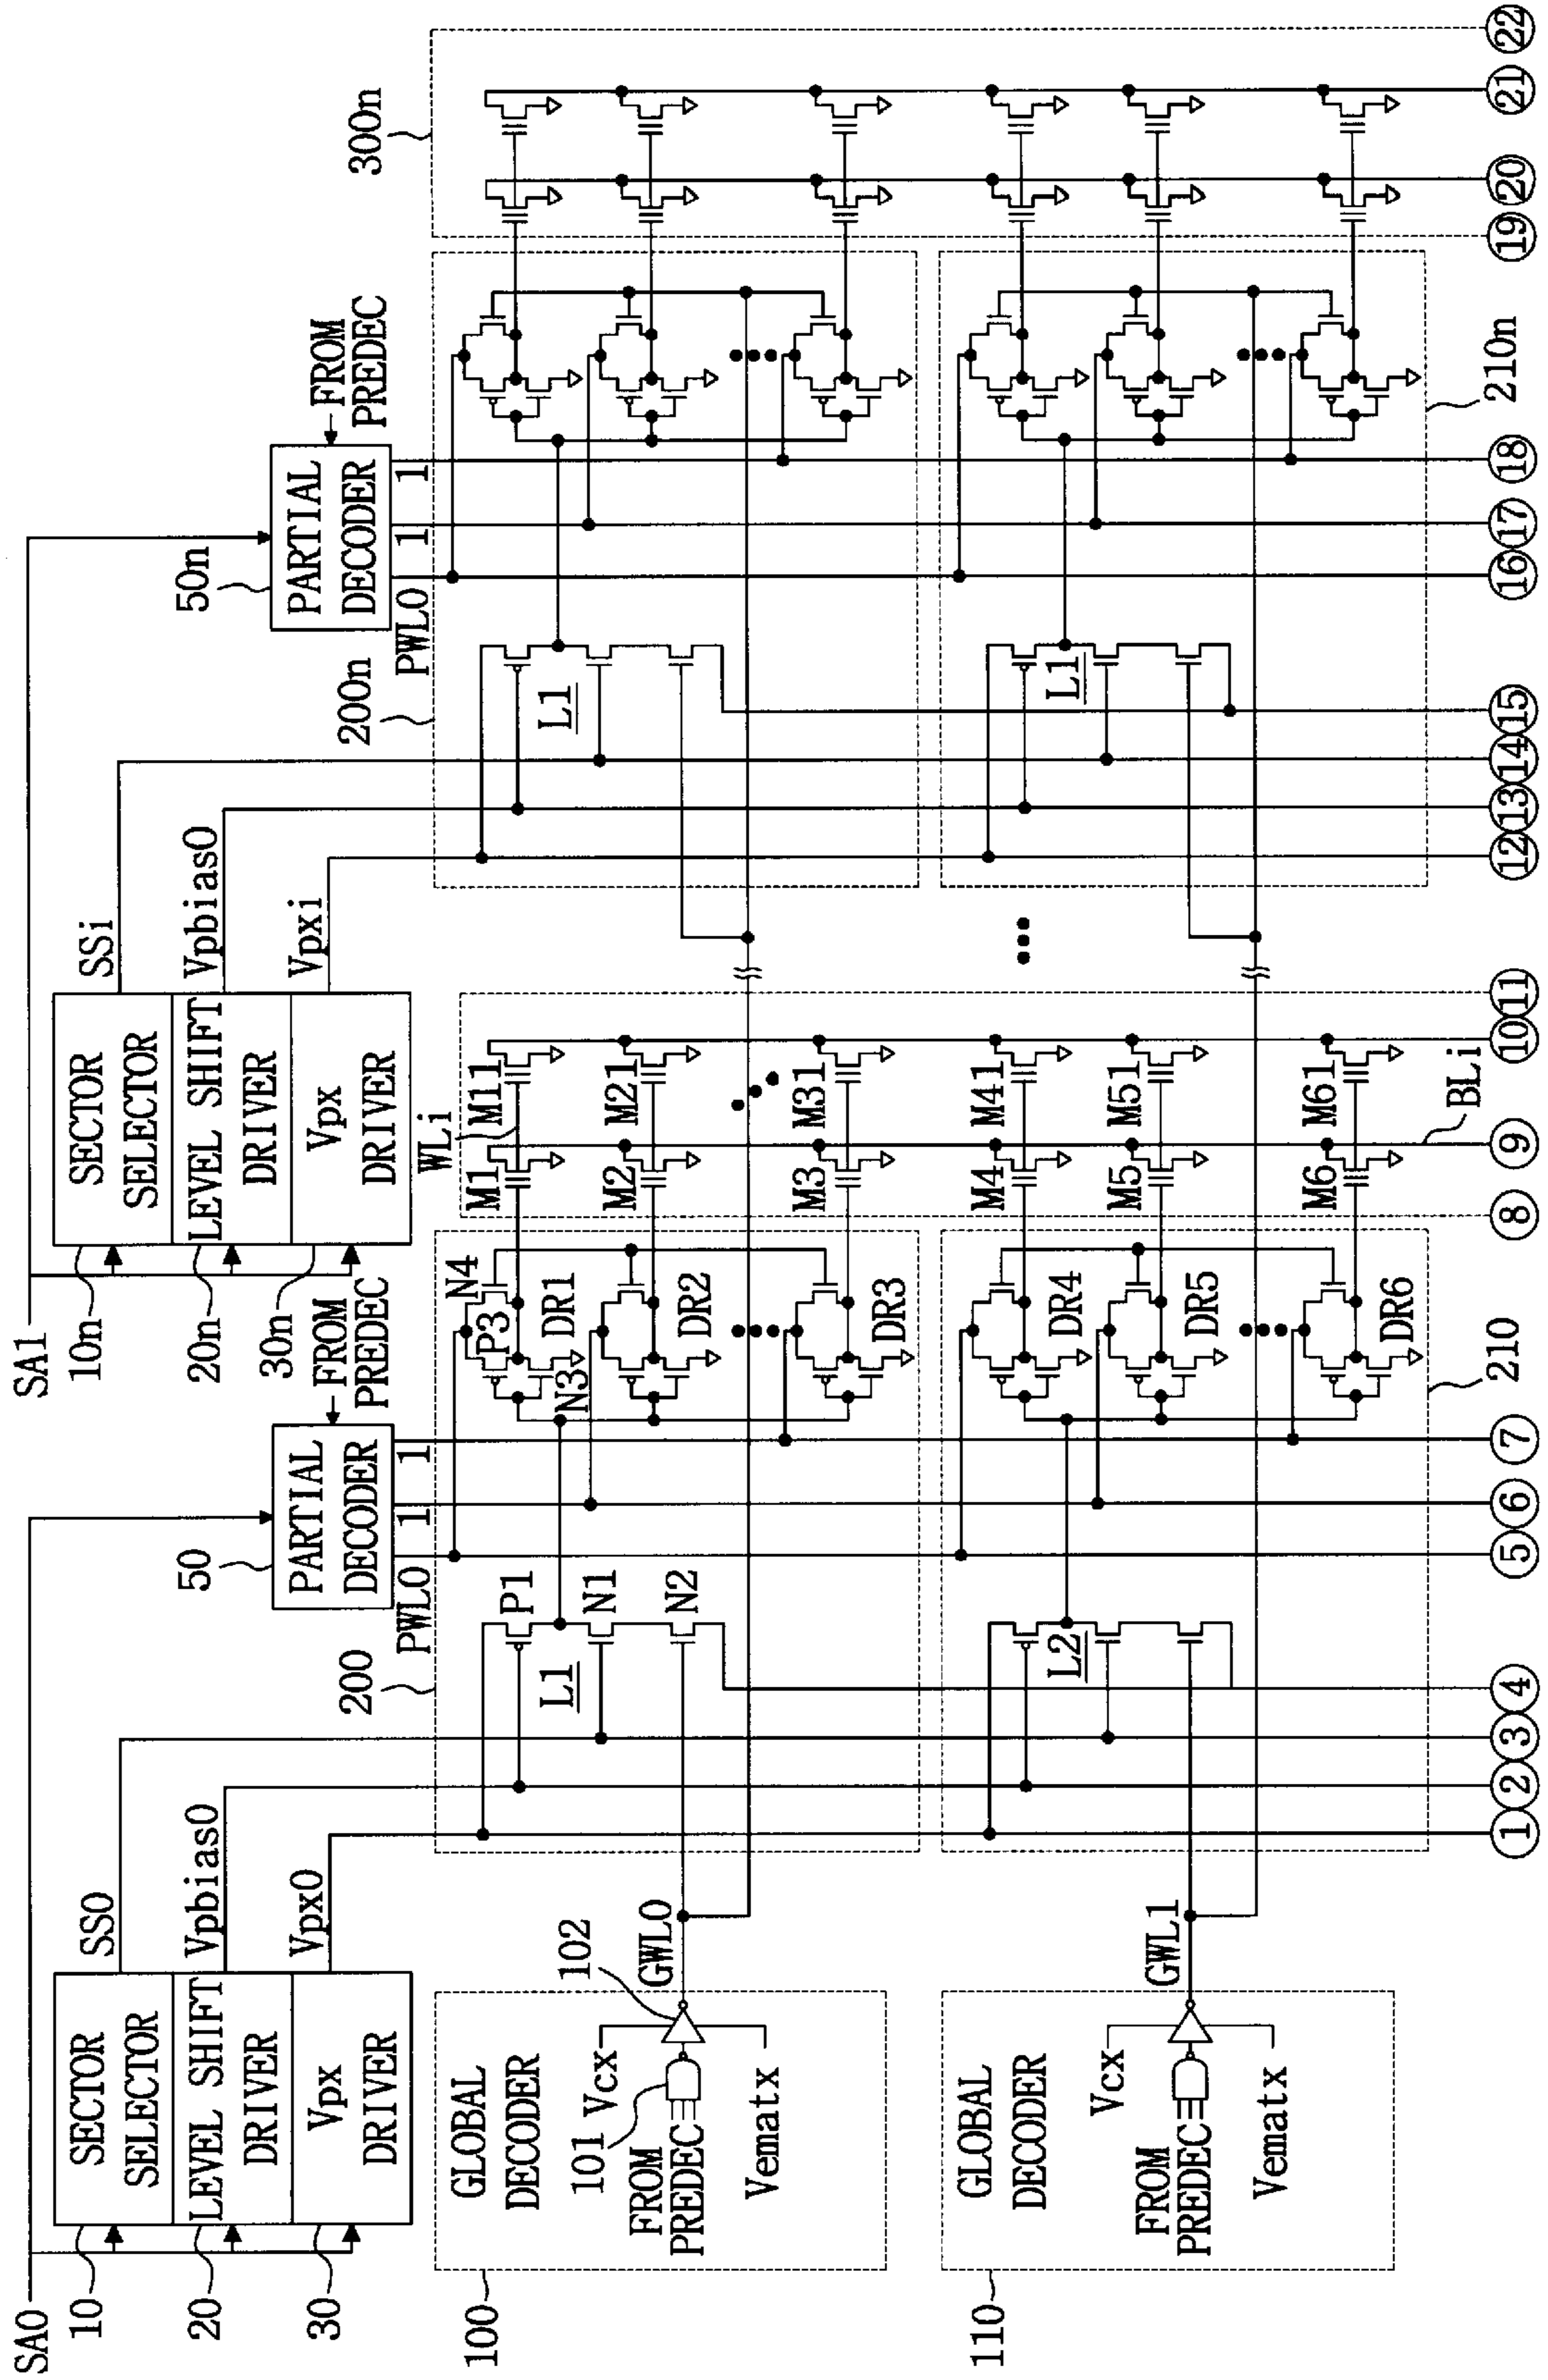 SA0
10
20
30
SECTOR
SELECTOR
LEVEL SHIFT
DRIVER
Vpx
DRIVER
SS0
Vpbias0
Vpx0
50
PARTIAL
DECODER
FROM
PREDEC
PWL0
1
1
SA1
10n
20n
30n
SECTOR
SELECTOR
LEVEL SHIFT
DRIVER
Vpx
DRIVER
SSi
Vpbias0
Vpxi
50n
PARTIAL
DECODER
FROM
PREDEC
PWL0
1
1
100
GLOBAL
DECODER
101
Vcx
102
FROM
PREDEC
Vematx
GWL0
200
L1
P1
N1
N2
N3
P3
N4
DR1
DR2
DR3
WLi
M1
M11
M2
M21
M3
M31
200n
L1
300n
110
GLOBAL
DECODER
Vcx
FROM
PREDEC
Vematx
GWL1
L2
DR4
DR5
DR6
210
M4
M41
M5
M51
M6
M61
BLi
L1
210n
1
2
3
4
5
6
7
8
9
10
11
12
13
14
15
16
17
18
19
20
21
22